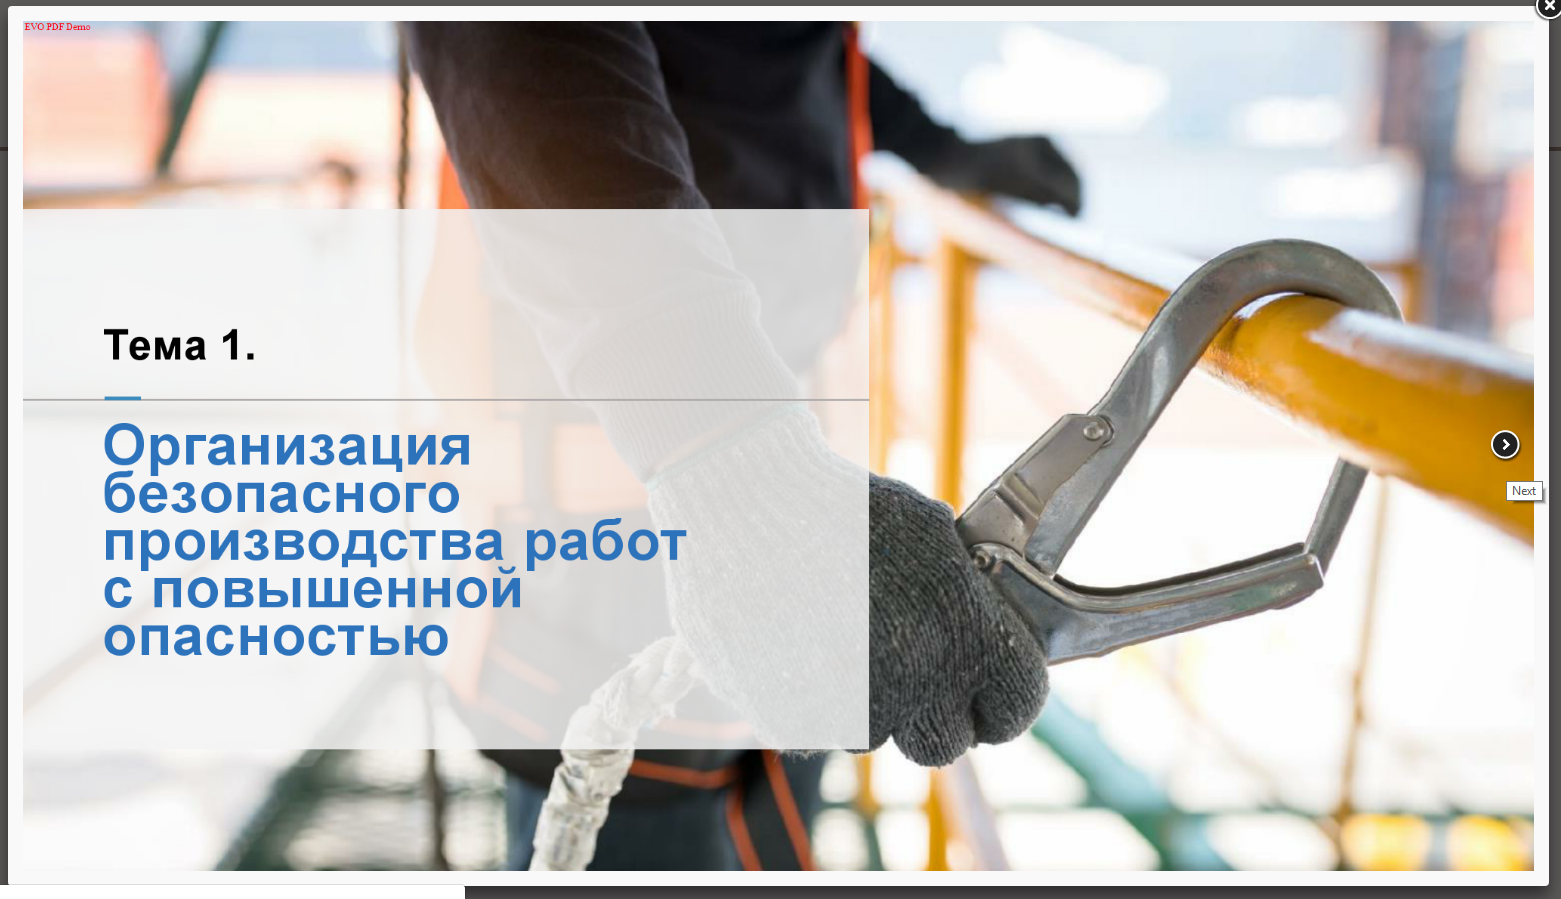 EVO PDF Demo
Тема 1.
Организация
безопасного
производства работ
с повышенной
опасностью
Next